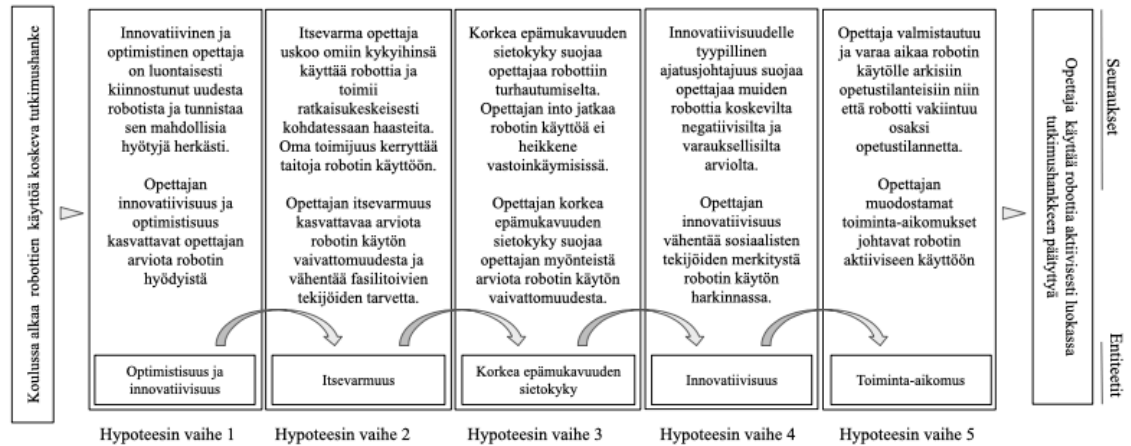 Koulussa alkaa robottien käyttöä koskeva tutkimushanke
Innovatiivinen ja
optimistinen opettaja
on luontaisesti
kiinnostunut uudesta
robotista ja tunnistaa
sen mahdollisia
hyötyjä herkästi.
Opettajan
innovatiivisuus ja
optimistisuus
kasvattavat opettajan
arviota robotin
hyödyistä
Optimistisuus ja
innovatiivisuus
Hypoteesin vaihe 1
Itsevarma opettaja
uskoo omiin kykyihinsä
käyttää robottia ja
toimii
ratkaisukeskeisesti
kohdatessaan haasteita.
Oma toimijuus kerryttää
taitoja robotin käyttöön.
Opettajan itsevarmuus
kasvattavaa arviota
robotin käytön
vaivattomuudesta ja
vähentää fasilitoivien
tekijöiden tarvetta.
Itsevarmuus
Hypoteesin vaihe 2
Korkea epämukavuuden
sietokyky suojaa
opettajaa robottiin
turhautumiselta.
Opettajan into jatkaa
robotin käyttöä ei
heikkene
vastoinkäymisissä.
Opettajan korkea
epämukavuuden
sietokyky suojaa
opettajan myönteistä
arviota robotin käytön
vaivattomuudesta.
Korkea epämukavuuden
sietokyky
Hypoteesin vaihe 3
Innovatiivisuudelle
tyypillinen
ajatusjohtajuus suojaa
opettajaa muiden
robottia koskevilta
negatiivisilta ja
varauksellisilta
arviolta.
Opettajan
innovatiivisuus
vähentää sosiaalisten
tekijöiden merkitystä
robotin käytön
harkinnassa.
Innovatiivisuus
Hypoteesin vaihe 4
Opettaja valmistautuu
ja varaa aikaa robotin
käytölle arkisiin
opetustilanteisiin niin
että robotti vakiintuu
osaksi
opetustilannetta.
Opettajan
muodostamat
toiminta-aikomukset
johtavat robotin
aktiiviseen käyttöön
Toiminta-aikomus
Hypoteesin vaihe 5
Opettaja käyttää robottia aktiivisesti luokassa
tutkimushankkeen päätyttyä
Seuraukset
Entiteetit